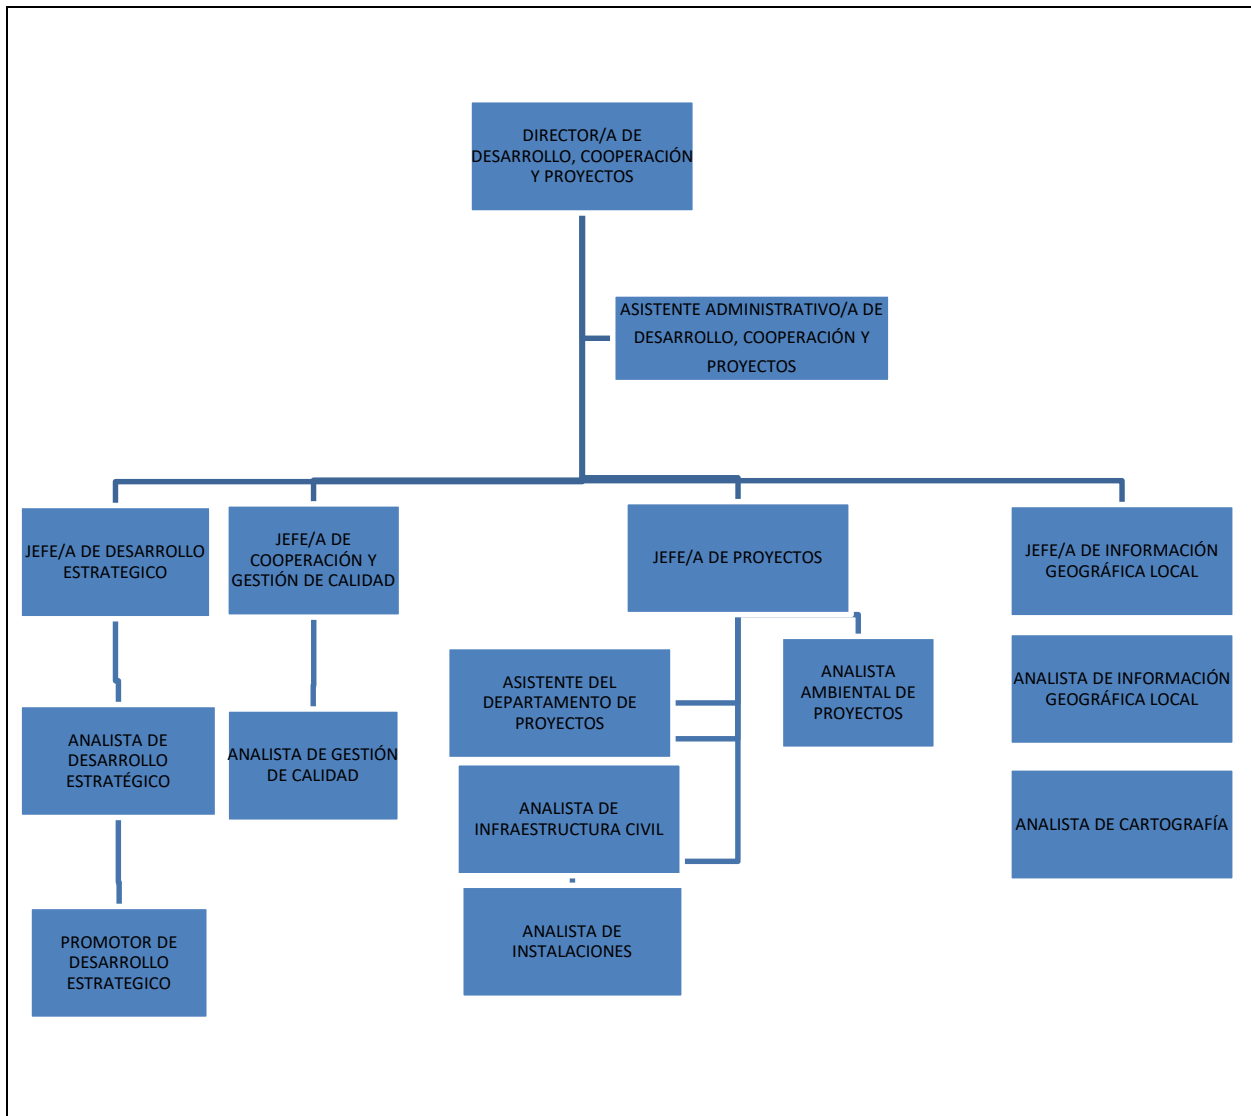 DIRECTOR/A DE
DESARROLLO, COOPERACIÓN
Y PROYECTOS
ASISTENTE ADMINISTRATIVO/A DE
DESARROLLO, COOPERACIÓN Y
PROYECTOS
JEFE/A DE DESARROLLO
ESTRATEGICO
JEFE/A DE
COOPERACIÓN Y
GESTIÓN DE CALIDAD
JEFE/A DE PROYECTOS
JEFE/A DE INFORMACIÓN
GEOGRÁFICA LOCAL
ASISTENTE DEL
DEPARTAMENTO DE
PROYECTOS
ANALISTA
AMBIENTAL DE
PROYECTOS
ANALISTA DE INFORMACIÓN
GEOGRÁFICA LOCAL
ANALISTA DE
DESARROLLO
ESTRATÉGICO
ANALISTA DE GESTIÓN
DE CALIDAD
ANALISTA DE
INFRAESTRUCTURA CIVIL
ANALISTA DE CARTOGRAFÍA
PROMOTOR DE
DESARROLLO
ESTRATEGICO
ANALISTA DE
INSTALACIONES